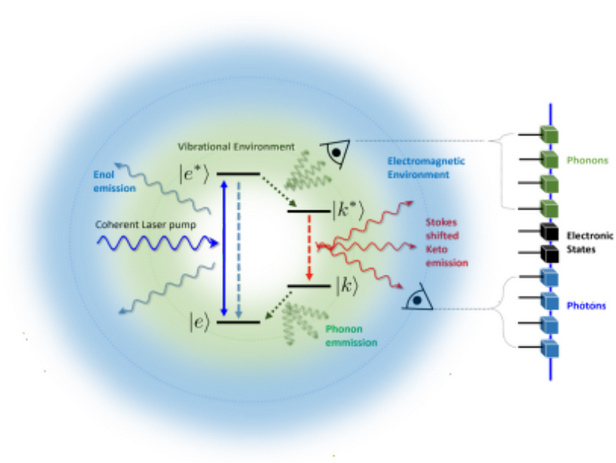 Vibrational Environment
|e*⟩
Enol
emission
Electromagnetic
Environment
Phonons
|k*⟩
Coherent Laser pump
Stokes
shifted
Keto
emission
Electronic
States
|k⟩
Photons
|e⟩
Phonon
emmission